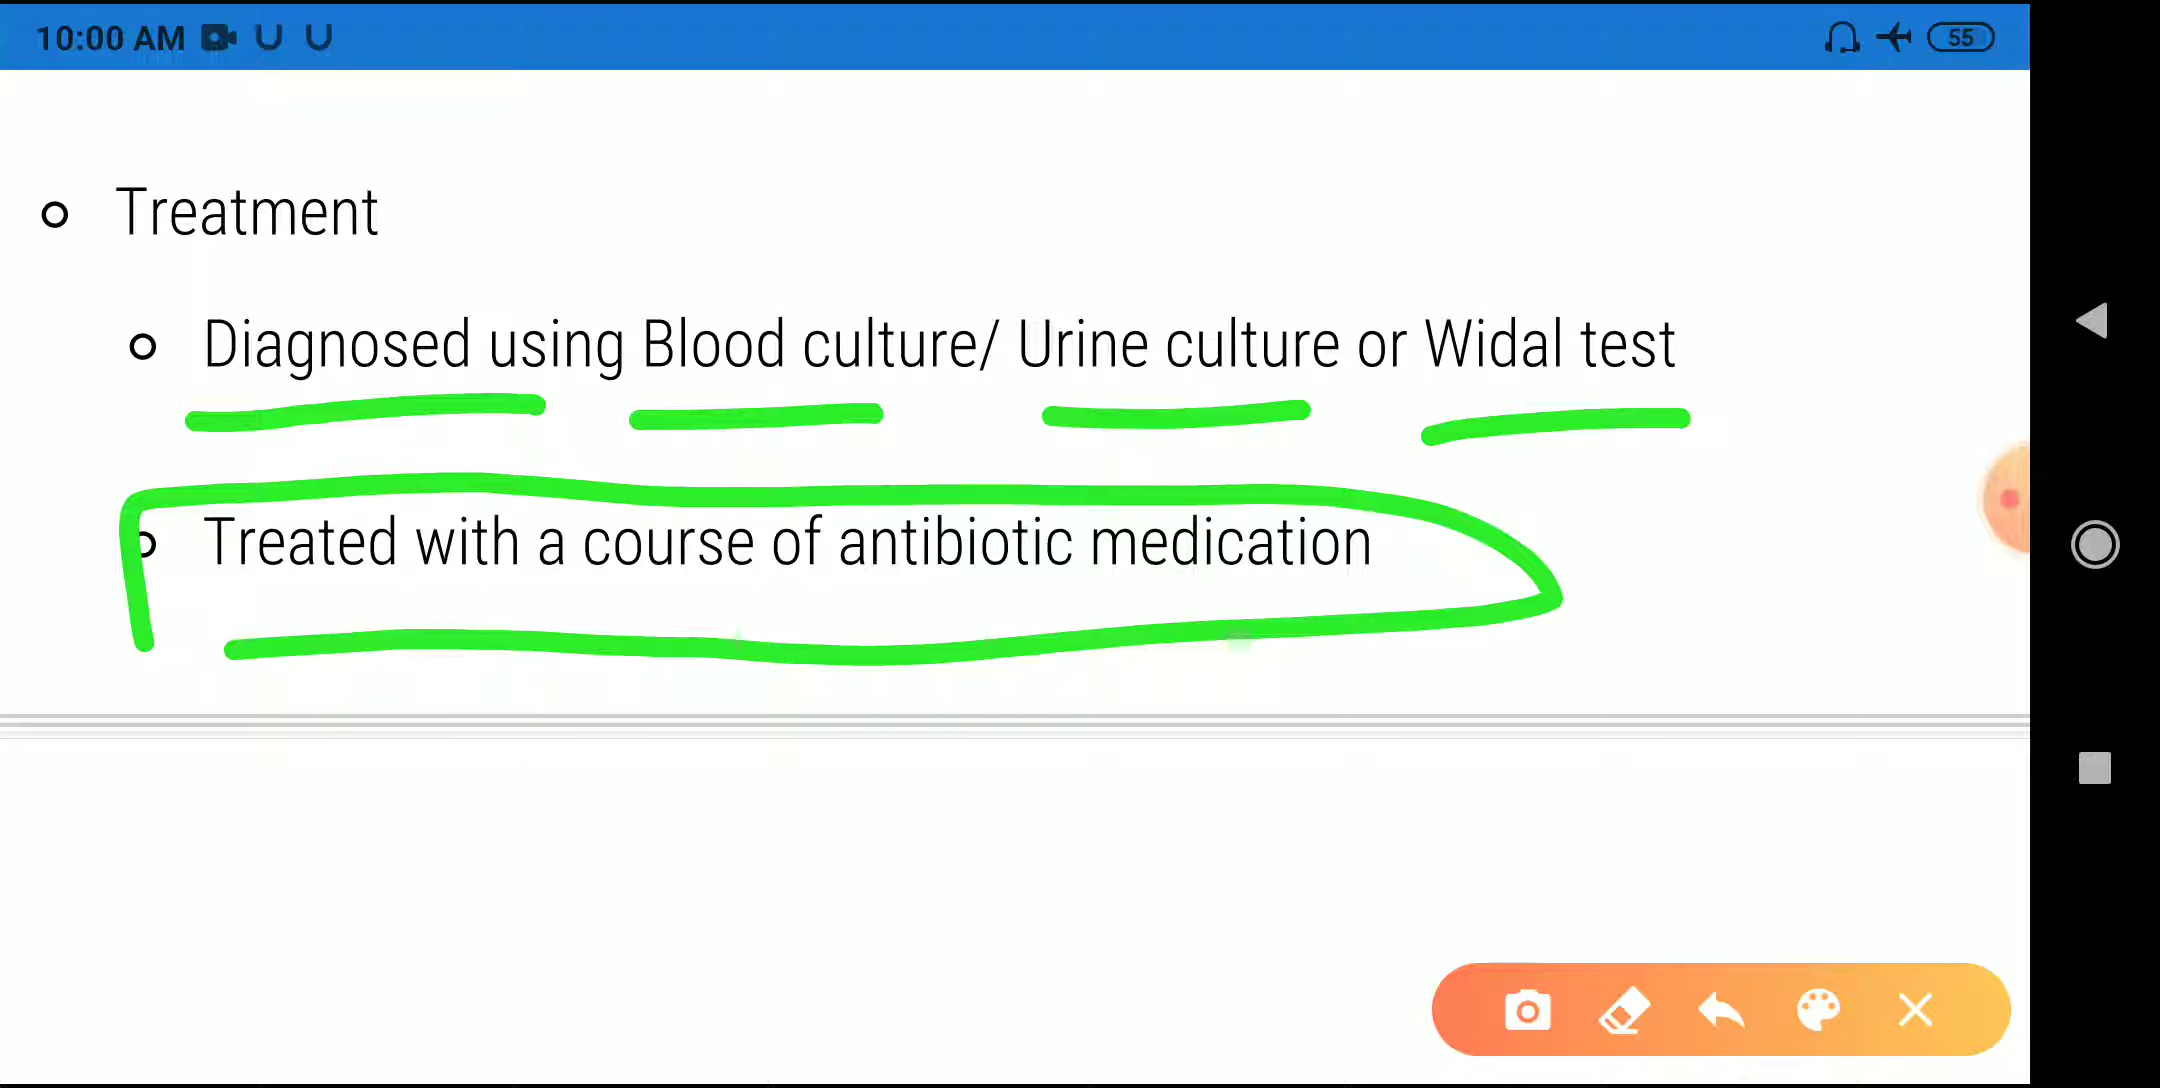 10:00 AM
55
Treatment
Diagnosed using Blood culture/ Urine culture or Widal test
Treated with a course of antibiotic medication